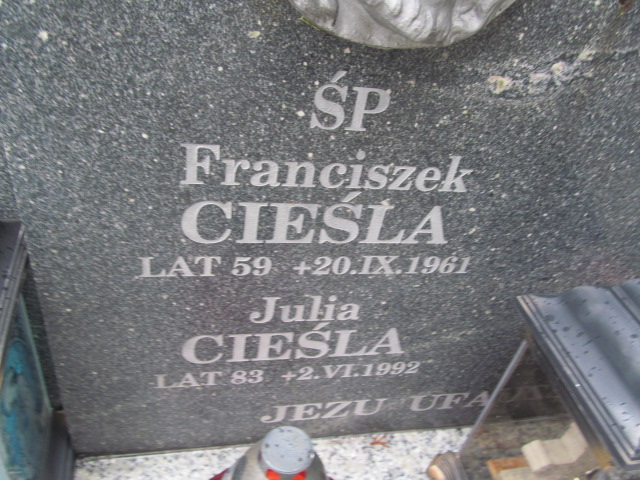 ŚP
Franciszek
CIEŚLA
LAT 59 +20.IX.1961
Julia
CIEŚLA
LAT 83 +2.VI.1992
JEZU